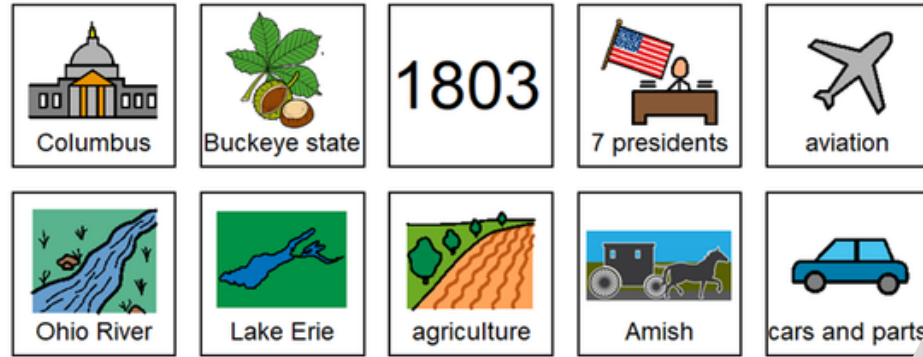 Columbus
Buckeye state
1803
7 presidents
aviation
Ohio River
Lake Erie
agriculture
Amish
cars and parts